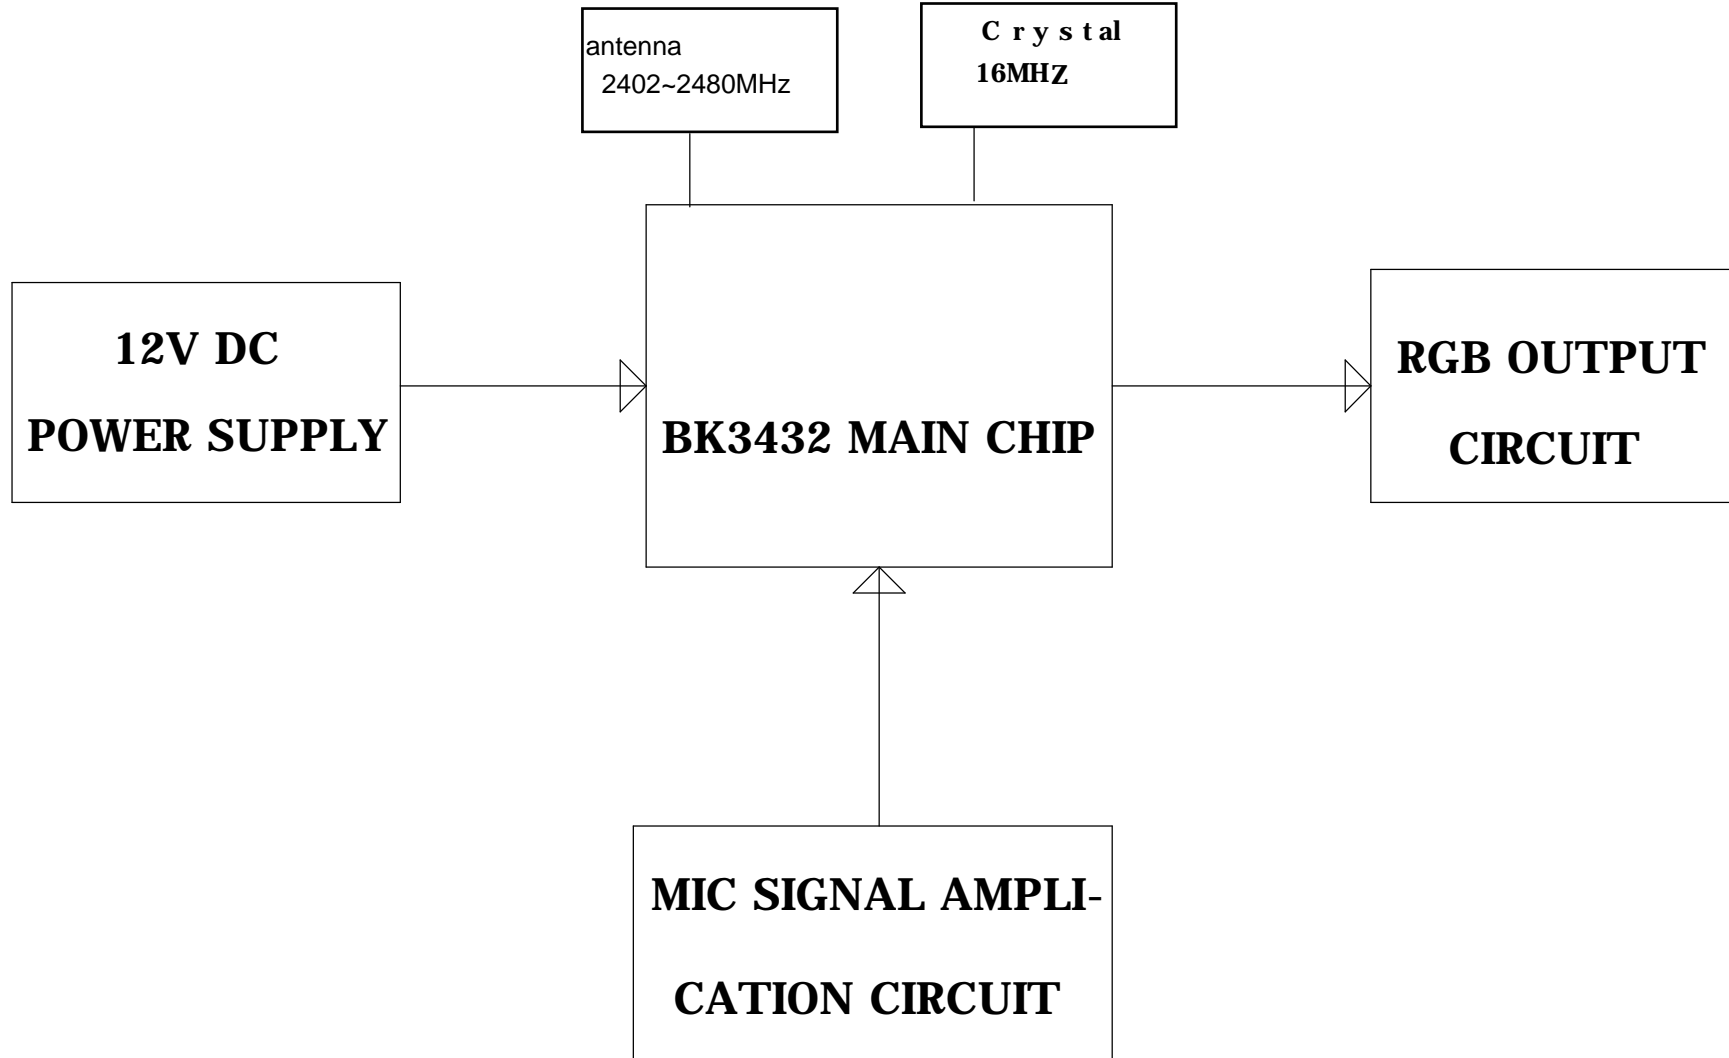 antenna
2402~2480MHz
Crystal
16MHZ
12V DC
POWER SUPPLY
BK3432 MAIN CHIP
RGB OUTPUT
CIRCUIT
MIC SIGNAL AMPLI-
CATION CIRCUIT